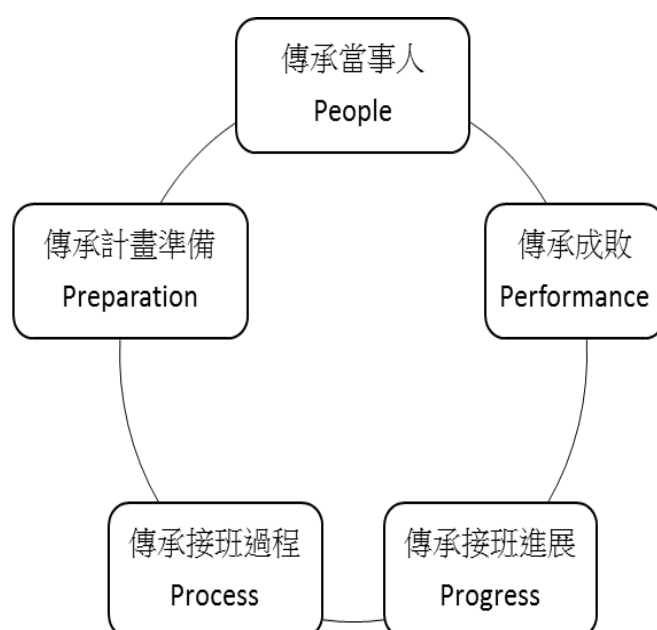 傳承當事人
People
傳承計畫準備
Preparation
傳承成敗
Performance
傳承接班過程
Process
傳承接班進展
Progress